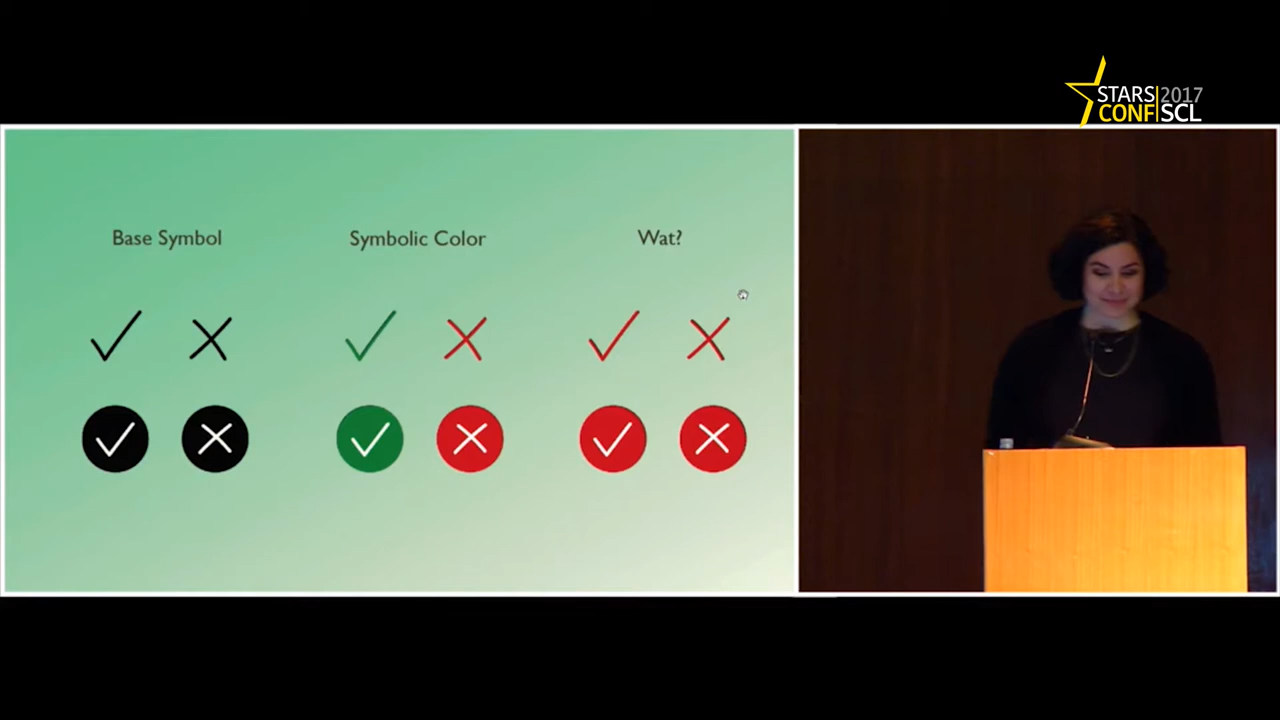 STARS 2017
CONF SCL
Base Symbol
Symbolic Color
Wat?